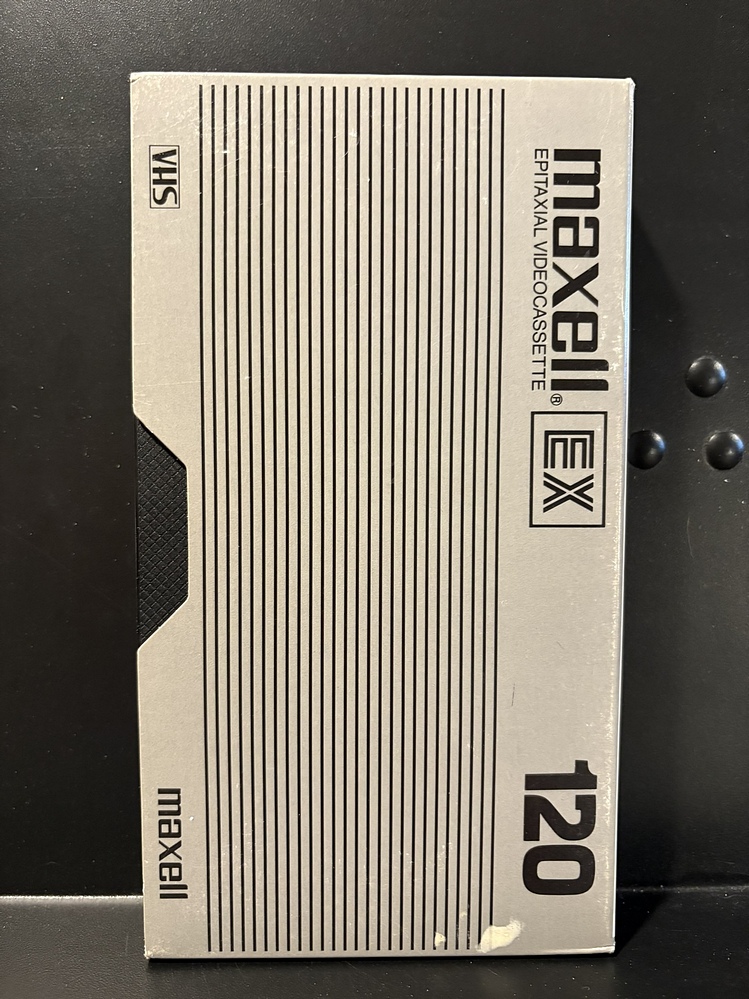 maxell® EX 120
EPITAXIAL VIDEOCASSETTE
VHS maxell